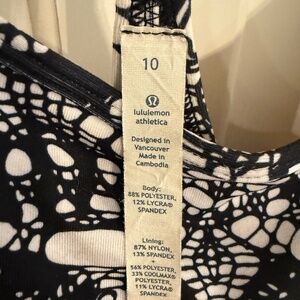 10
lululemon
athletica
Designed in
Vancouver
Made in
Cambodia
Body:
88% POLYESTER,
12% LYCRA®
SPANDEX
Lining:
87% NYLON,
13% SPANDEX
+
56% POLYESTER,
33% COOLMAX®
POLYESTER,
11% LYCRA®
SPANDEX